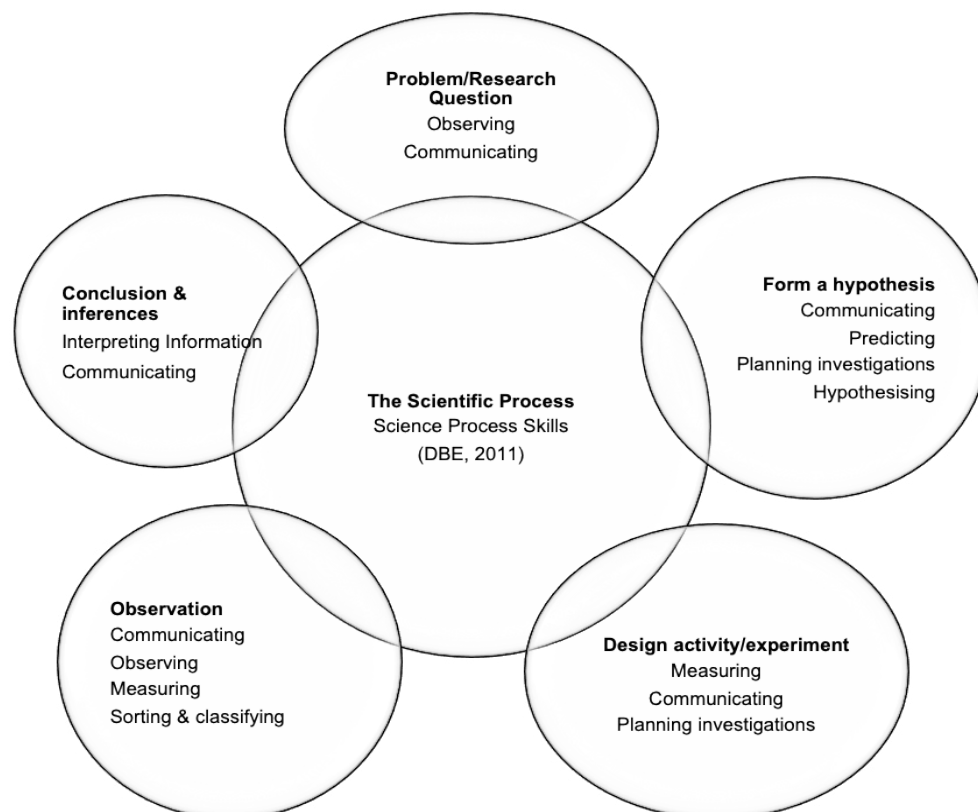 Problem/Research
Question
Observing
Communicating
Form a hypothesis
Communicating
Predicting
Planning investigations
Hypothesising
Design activity/experiment
Measuring
Communicating
Planning investigations
Observation
Communicating
Observing
Measuring
Sorting & classifying
Conclusion &
inferences
Interpreting Information
Communicating
The Scientific Process
Science Process Skills
(DBE, 2011)